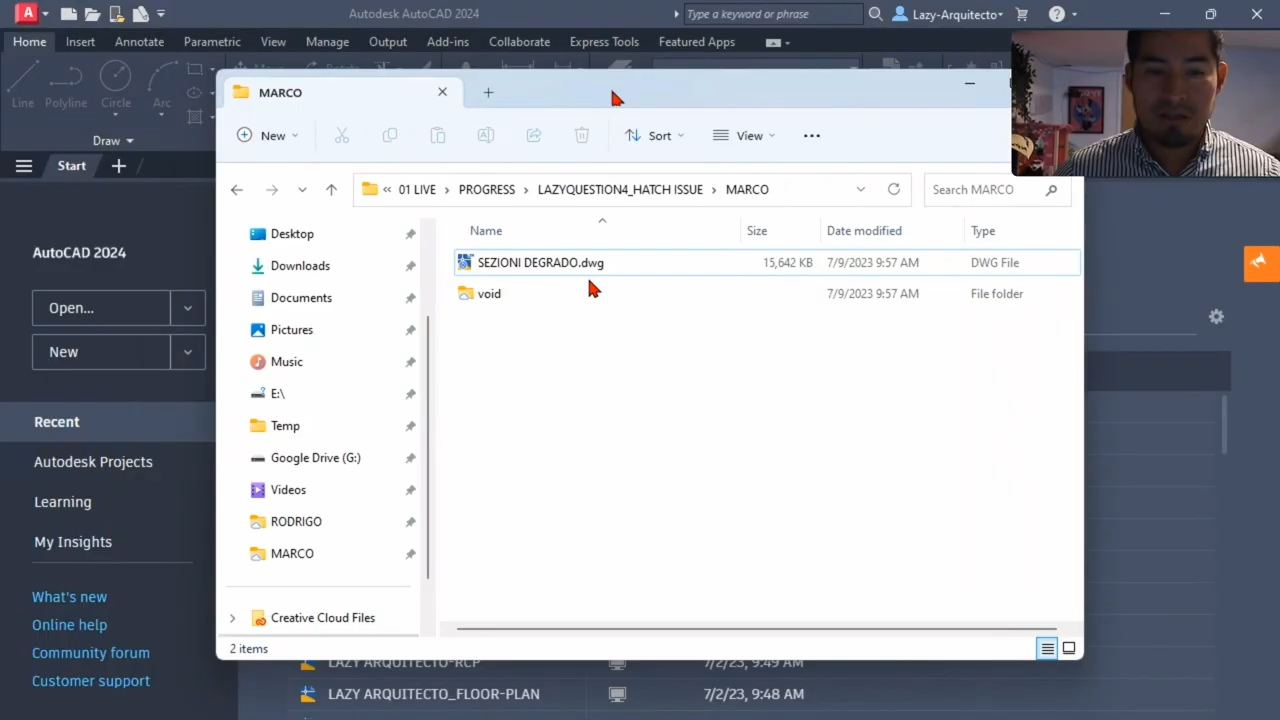 Autodesk AutoCAD 2024
Type a keyword or phrase
Lazy-Arquitecto
Home Insert Annotate Parametric View Manage Output Add-ins Collaborate Express Tools Featured Apps
Line Polyline Circle Arc
Draw
Start
MARCO
New Sort View
01 LIVE > PROGRESS > LAZYQUESTION4_HATCH ISSUE > MARCO
Search MARCO
AutoCAD 2024
Open...
New
Recent
Autodesk Projects
Learning
My Insights
What's new
Online help
Community forum
Customer support
Desktop
Downloads
Documents
Pictures
Music
E:\
Temp
Google Drive (G:)
Videos
RODRIGO
MARCO
Creative Cloud Files
Name Size Date modified Type
SEZIONI DEGRADO.dwg 15,642 KB 7/9/2023 9:57 AM DWG File
void 7/9/2023 9:57 AM File folder
2 items
LAZY ARQUITECTO-RCP 7/2/23, 9:49 AM
LAZY ARQUITECTO_FLOOR-PLAN 7/2/23, 9:48 AM